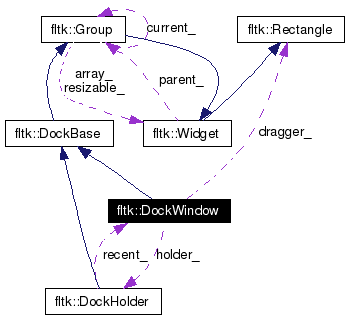 fltk::Group
current_
fltk::Rectangle
array_
resizable_
parent_
fltk::DockBase
fltk::Widget
dragger_
fltk::DockWindow
recent_
holder_
fltk::DockHolder